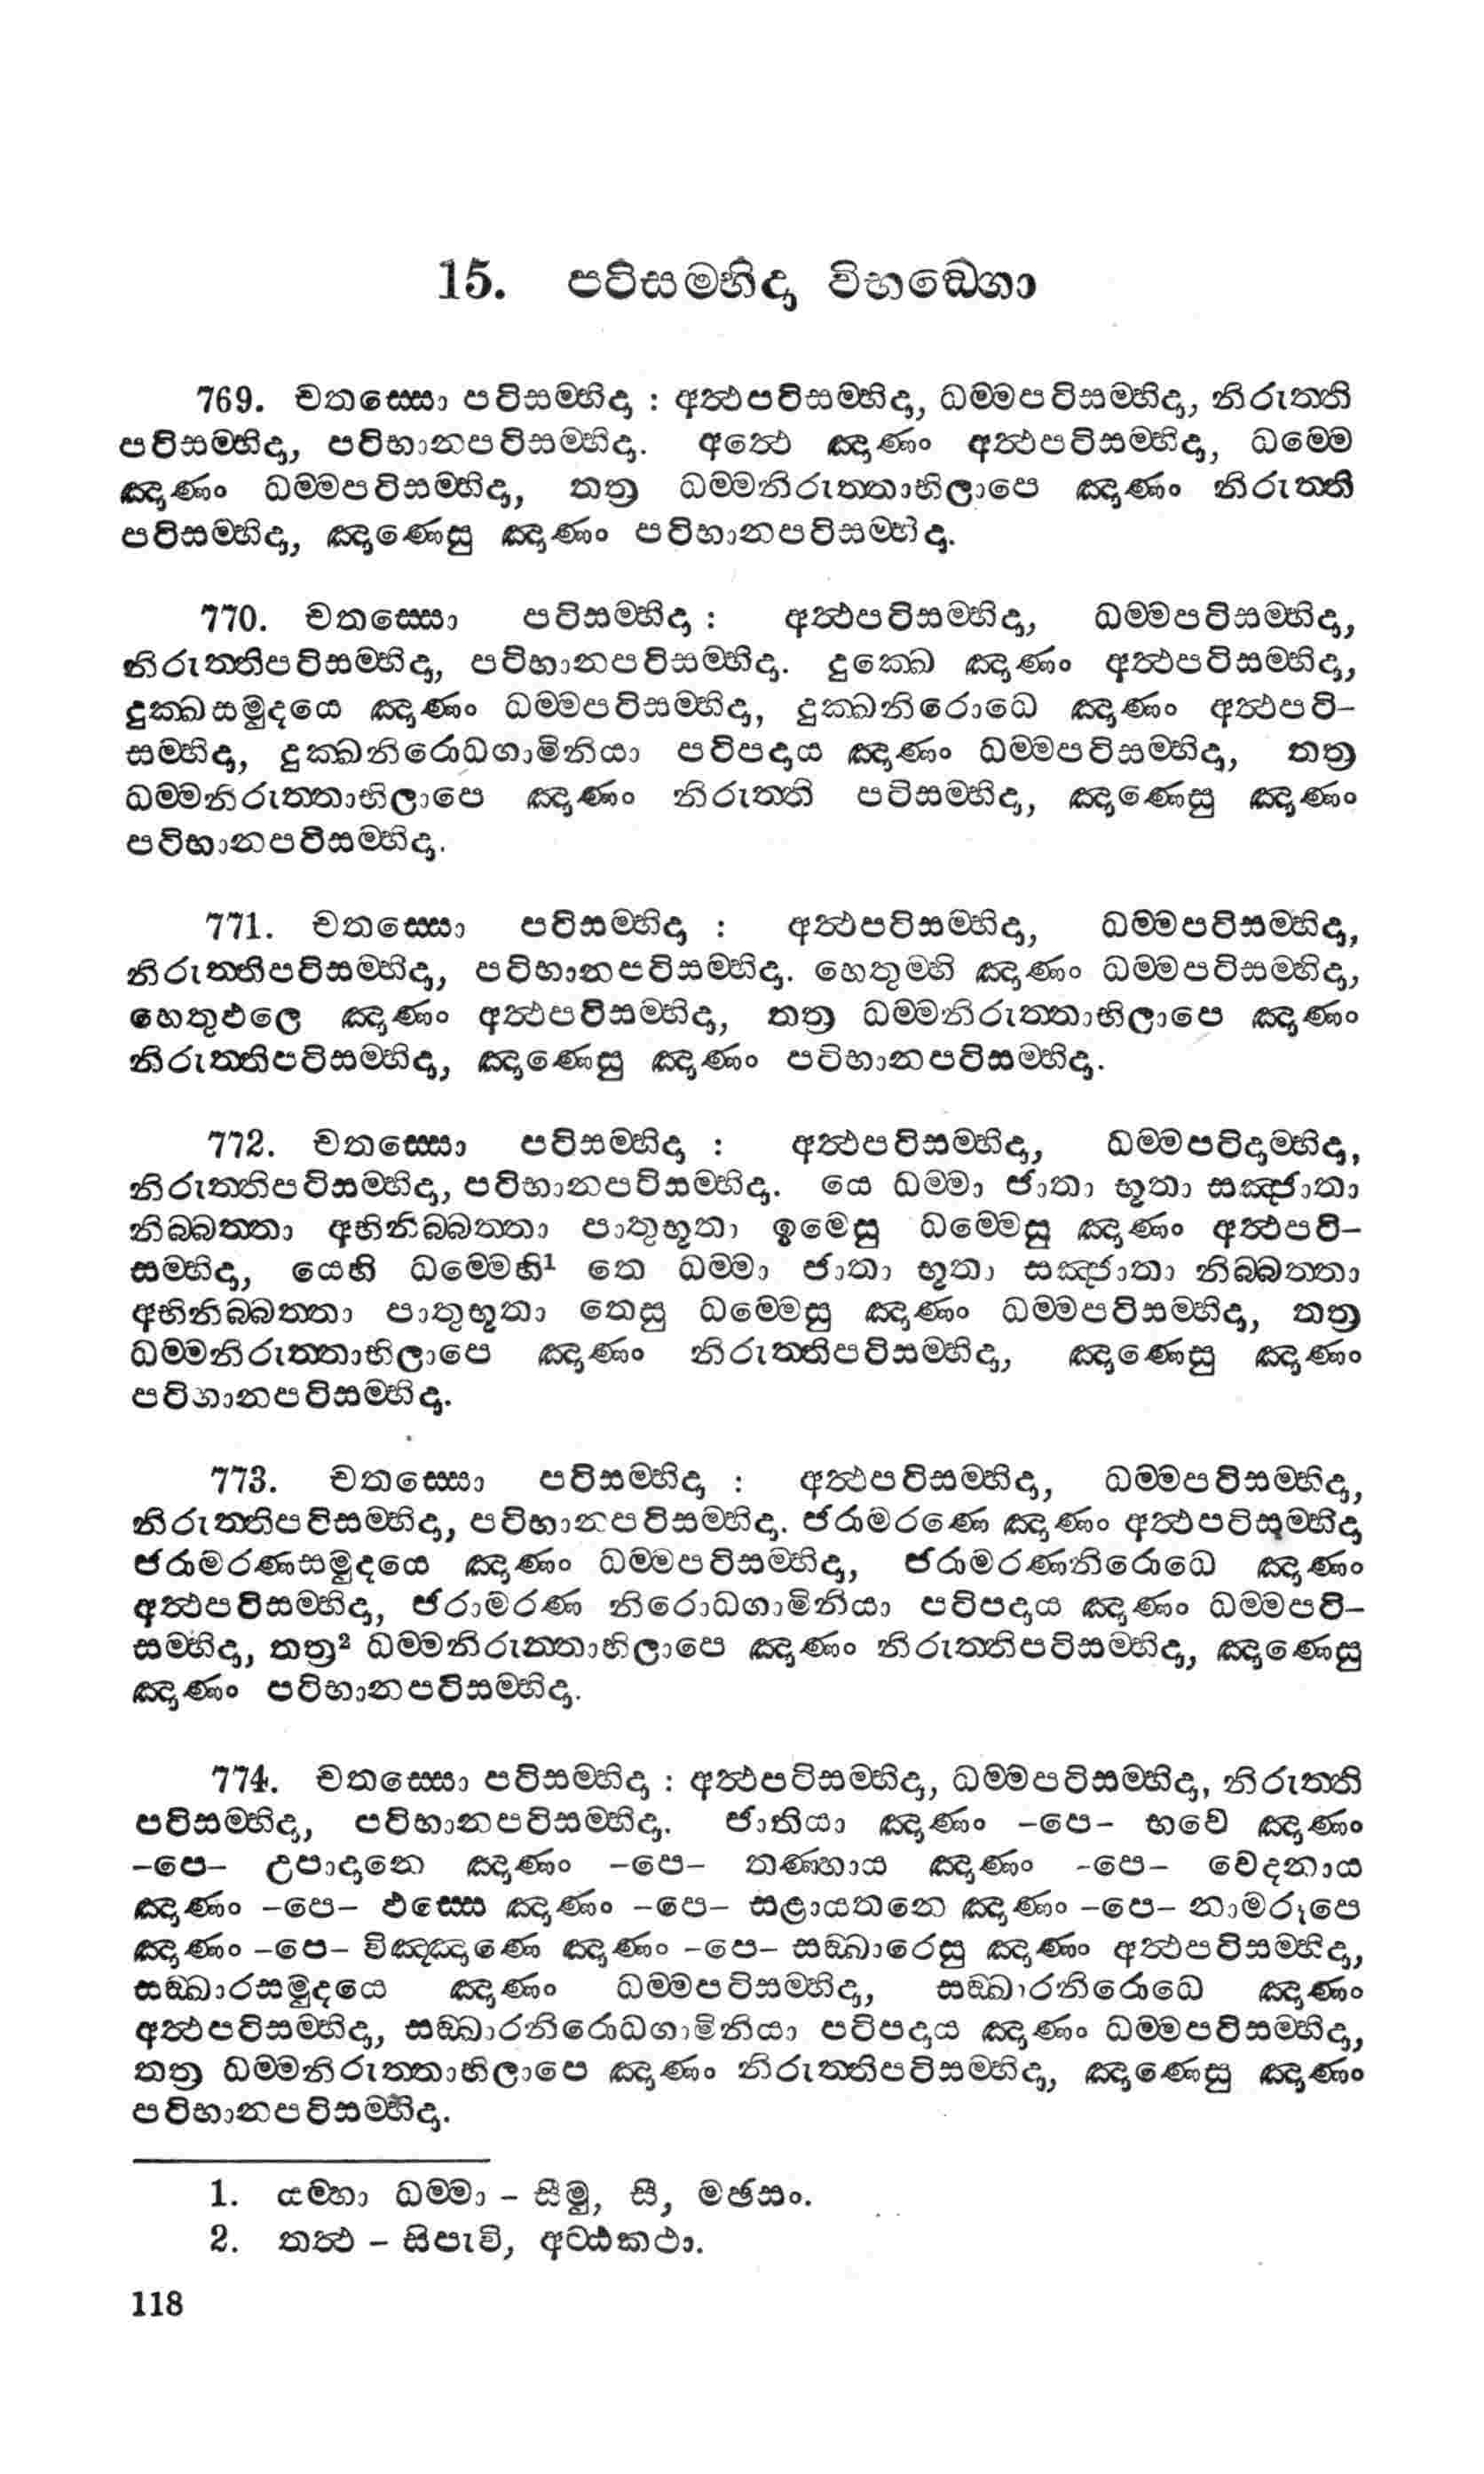 15. පටිසම්භිදා විභඞ්ගො
769. චතස්සො පටිසම්භිදා : අත්ථපටිසම්භිදා, ධම්මපටිසම්භිදා, නිරුත්ති
පටිසම්භිදා, පටිභානපටිසම්භිදා. අත්ථෙ ඤාණං අත්ථපටිසම්භිදා, ධම්මෙ
ඤාණං ධම්මපටිසම්භිදා, තත්‍ර ධම්මනිරුත්තාභිලාපෙ ඤාණං නිරුත්ති
පටිසම්භිදා, ඤාණෙසු ඤාණං පටිභානපටිසම්භිදා.
770. චතස්සො පටිසම්භිදා : අත්ථපටිසම්භිදා, ධම්මපටිසම්භිදා,
නිරුත්තිපටිසම්භිදා, පටිභානපටිසම්භිදා. දුක්ඛෙ ඤාණං අත්ථපටිසම්භිදා,
දුක්ඛසමුදයෙ ඤාණං ධම්මපටිසම්භිදා, දුක්ඛනිරොධෙ ඤාණං අත්ථපටි-
සම්භිදා, දුක්ඛනිරොධගාමිනියා පටිපදාය ඤාණං ධම්මපටිසම්භිදා, තත්‍ර
ධම්මනිරුත්තාභිලාපෙ ඤාණං නිරුත්ති පටිසම්භිදා, ඤාණෙසු ඤාණං
පටිභානපටිසම්භිදා.
771. චතස්සො පටිසම්භිදා : අත්ථපටිසම්භිදා, ධම්මපටිසම්භිදා,
නිරුත්තිපටිසම්භිදා, පටිභානපටිසම්භිදා. හෙතුම්හි ඤාණං ධම්මපටිසම්භිදා,
හෙතුඵලෙ ඤාණං අත්ථපටිසම්භිදා, තත්‍ර ධම්මනිරුත්තාභිලාපෙ ඤාණං
නිරුත්තිපටිසම්භිදා, ඤාණෙසු ඤාණං පටිභානපටිසම්භිදා.
772. චතස්සො පටිසම්භිදා : අත්ථපටිසම්භිදා, ධම්මපටිදාම්භිදා,
නිරුත්තිපටිසම්භිදා, පටිභානපටිසම්භිදා. යෙ ධම්මා ජාතා භූතා සඤ්ජාතා
නිබ්බත්තා අභිනිබ්බත්තා පාතුභූතා ඉමෙසු ධම්මෙසු ඤාණං අත්ථපටි-
සම්භිදා, යෙහි ධම්මෙහි¹ තෙ ධම්මා ජාතා භූතා සඤ්ජාතා නිබ්බත්තා
අභිනිබ්බත්තා පාතුභූතා තෙසු ධම්මෙසු ඤාණං ධම්මපටිසම්භිදා, තත්‍ර
ධම්මනිරුත්තාභිලාපෙ ඤාණං නිරුත්තිපටිසම්භිදා, ඤාණෙසු ඤාණං
පටිභානපටිසම්භිදා.
773. චතස්සො පටිසම්භිදා : අත්ථපටිසම්භිදා, ධම්මපටිසම්භිදා,
නිරුත්තිපටිසම්භිදා, පටිභානපටිසම්භිදා. ජරාමරණෙ ඤාණං අත්ථපටිසම්භිදා
ජරාමරණසමුදයෙ ඤාණං ධම්මපටිසම්භිදා, ජරාමරණනිරොධෙ ඤාණං
අත්ථපටිසම්භිදා, ජරාමරණ නිරොධගාමිනියා පටිපදාය ඤාණං ධම්මපටි-
සම්භිදා, තත්‍ර² ධම්මනිරුත්තාභිලාපෙ ඤාණං නිරුත්තිපටිසම්භිදා, ඤාණෙසු
ඤාණං පටිභානපටිසම්භිදා.
774. චතස්සො පටිසම්භිදා : අත්ථපටිසම්භිදා, ධම්මපටිසම්භිදා, නිරුත්ති
පටිසම්භිදා, පටිභානපටිසම්භිදා. ජාතියා ඤාණං -පෙ- භවෙ ඤාණං
-පෙ- උපාදානෙ ඤාණං -පෙ- තණ්හාය ඤාණං -පෙ- වෙදනාය
ඤාණං -පෙ- ඵස්සෙ ඤාණං -පෙ- සළායතනෙ ඤාණං -පෙ- නාමරූපෙ
ඤාණං -පෙ- විඤ්ඤාණෙ ඤාණං -පෙ- සඞ්ඛාරෙසු ඤාණං අත්ථපටිසම්භිදා,
සඞ්ඛාරසමුදයෙ ඤාණං ධම්මපටිසම්භිදා, සඞ්ඛාරනිරොධෙ ඤාණං
අත්ථපටිසම්භිදා, සඞ්ඛාරනිරොධගාමිනියා පටිපදාය ඤාණං ධම්මපටිසම්භිදා,
තත්‍ර ධම්මනිරුත්තාභිලාපෙ ඤාණං නිරුත්තිපටිසම්භිදා, ඤාණෙසු ඤාණං
පටිභානපටිසම්භිදා.
1. යම්හා ධම්මා - සීමු, සී, මඡසං.
2. තත්ථ - සිපැවි, අට්ඨකථා.
118